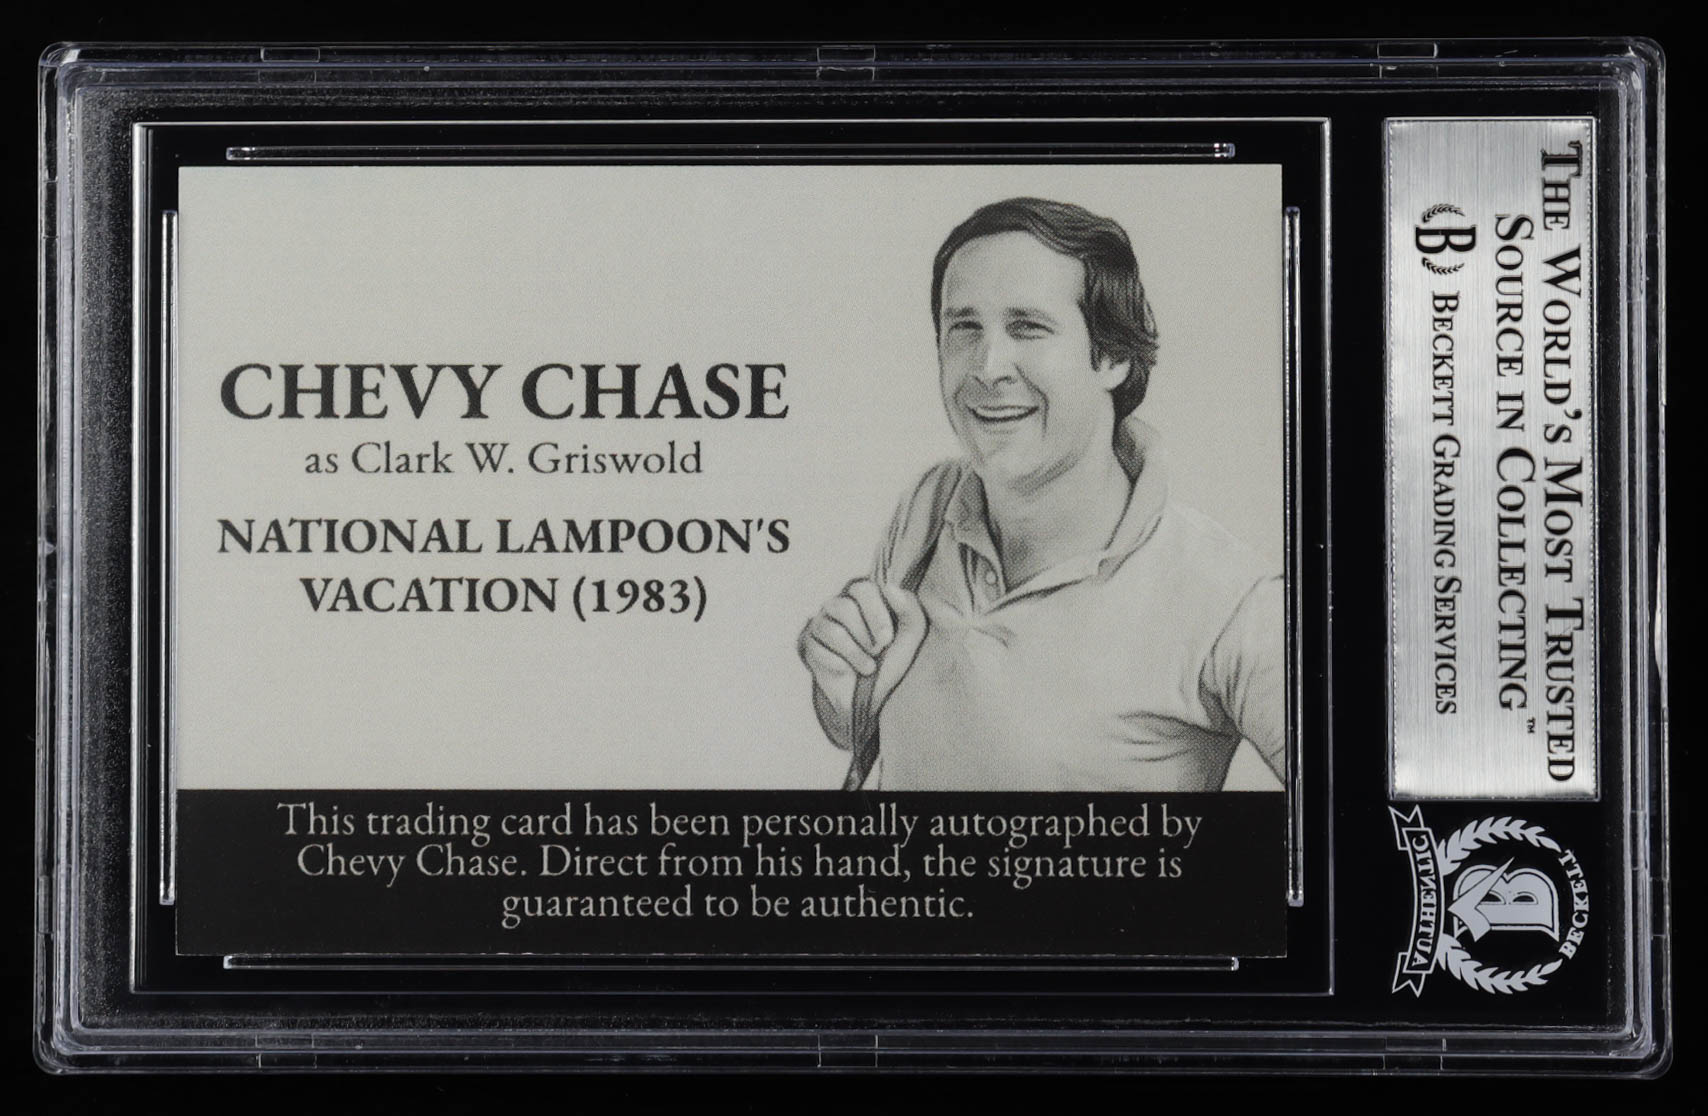 CHEVY CHASE
as Clark W. Griswold
NATIONAL LAMPOON'S
VACATION (1983)
This trading card has been personally autographed by
Chevy Chase. Direct from his hand, the signature is
guaranteed to be authentic.
THE WORLD'S MOST TRUSTED
SOURCE IN COLLECTING™
B BECKETT GRADING SERVICES
BECKETT
B
AUTHENTIC